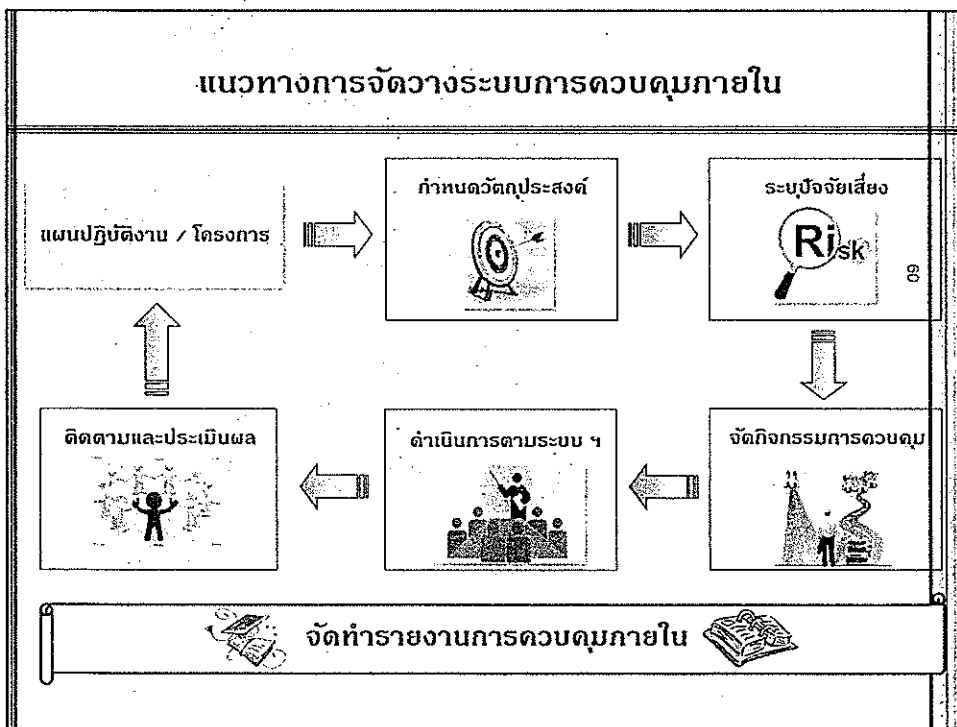 แนวทางการจัดวางระบบการควบคุมภายใน
แผนปฏิบัติงาน / โครงการ
กำหนดวัตถุประสงค์
ระบุปัจจัยเสี่ยง
Risk
60
จัดกิจกรรมการควบคุม
ดำเนินการตามระบบ ฯ
ติดตามและประเมินผล
จัดทำรายงานการควบคุมภายใน